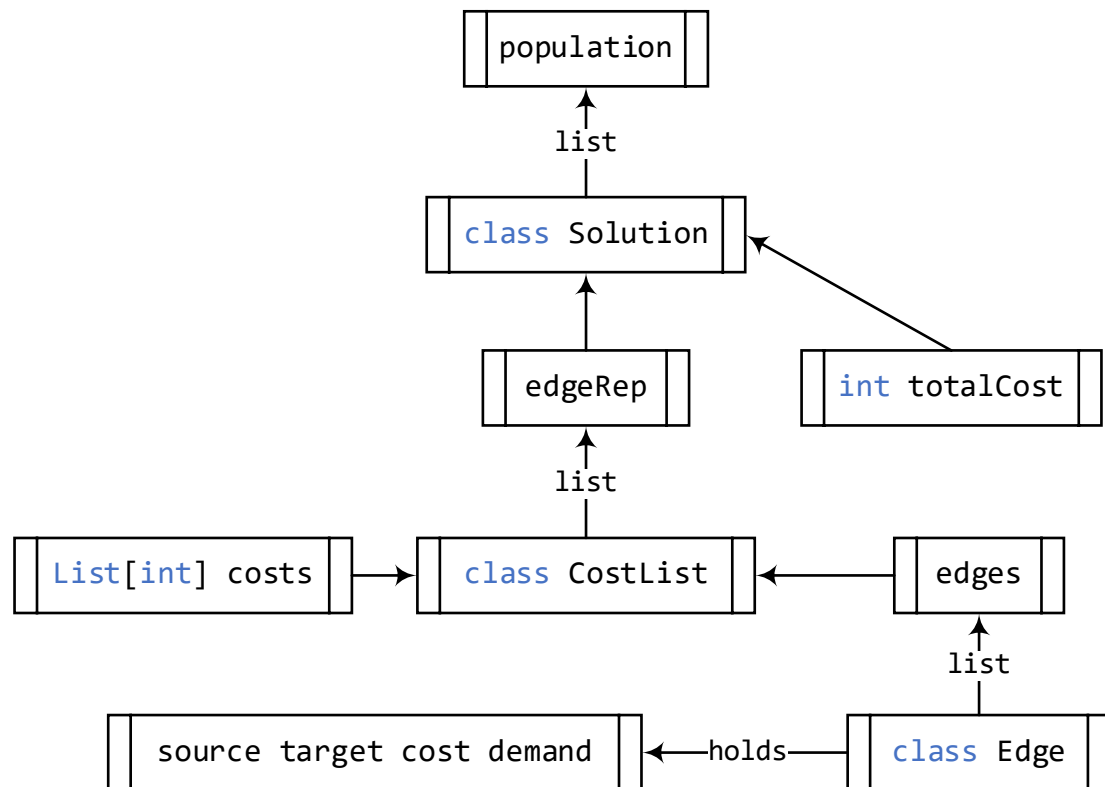 population
list
class Solution
edgeRep
int totalCost
list
List[int] costs
class CostList
edges
list
source target cost demand
holds
class Edge